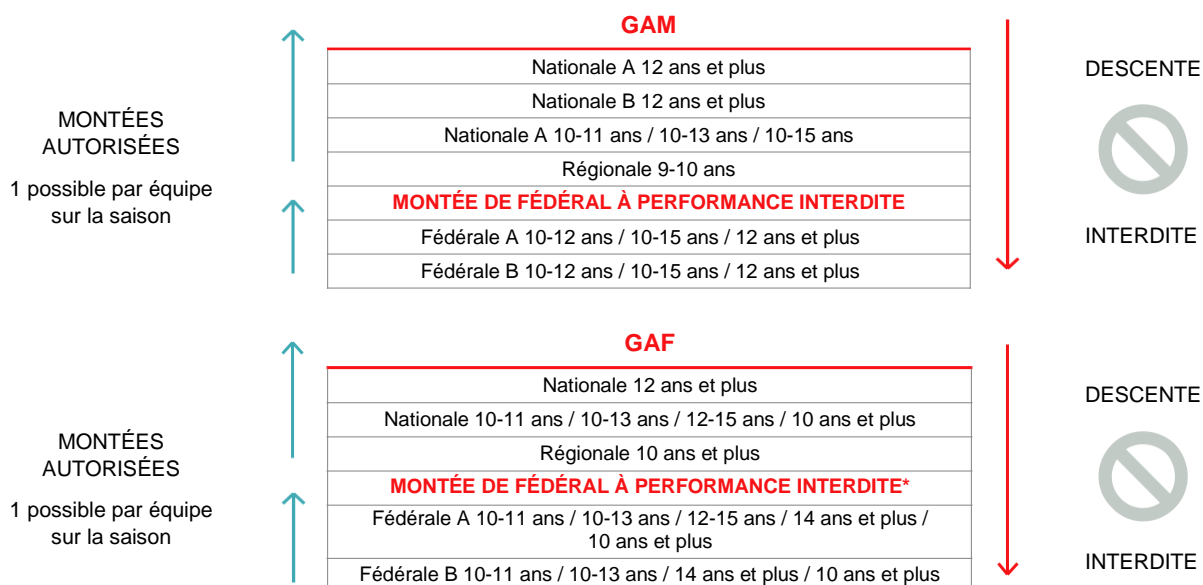 GAM
MONTÉES
AUTORISÉES
1 possible par équipe
sur la saison
Nationale A 12 ans et plus
Nationale B 12 ans et plus
Nationale A 10-11 ans / 10-13 ans / 10-15 ans
Régionale 9-10 ans
MONTÉE DE FÉDÉRAL À PERFORMANCE INTERDITE
Fédérale A 10-12 ans / 10-15 ans / 12 ans et plus
Fédérale B 10-12 ans / 10-15 ans / 12 ans et plus
DESCENTE
INTERDITE
GAF
MONTÉES
AUTORISÉES
1 possible par équipe
sur la saison
Nationale 12 ans et plus
Nationale 10-11 ans / 10-13 ans / 12-15 ans / 10 ans et plus
Régionale 10 ans et plus
MONTÉE DE FÉDÉRAL À PERFORMANCE INTERDITE*
Fédérale A 10-11 ans / 10-13 ans / 12-15 ans / 14 ans et plus /
10 ans et plus
Fédérale B 10-11 ans / 10-13 ans / 14 ans et plus / 10 ans et plus
DESCENTE
INTERDITE